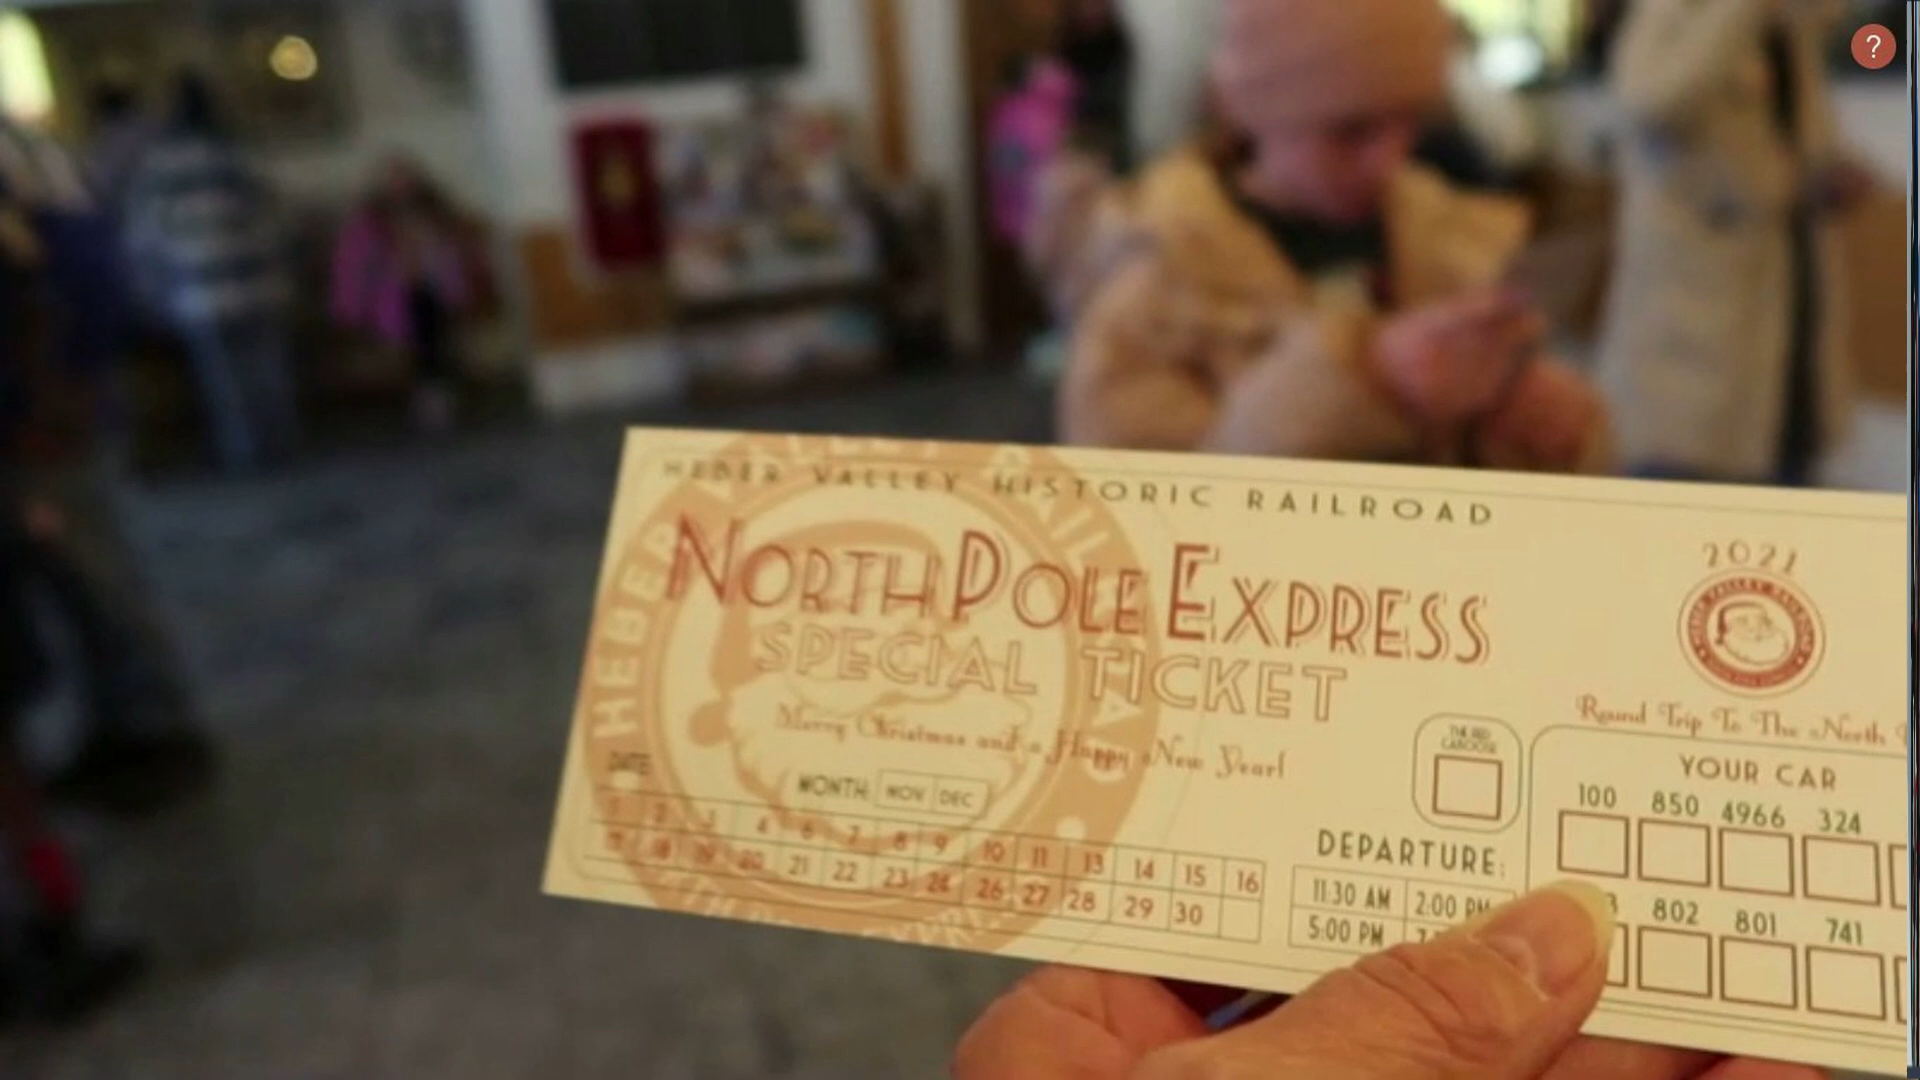 HEBER VALLEY HISTORIC RAILROAD
NORTH POLE EXPRESS
SPECIAL TICKET
Merry Christmas and a Happy New Year!
2021
HEBER VALLEY RAILROAD
Round Trip To The North
THE RED CABOOSE
YOUR CAR
100 850 4966 324
802 801 741
DATE
MONTH: NOV DEC
1 2 3 4 6 7 8 9 10 11 13 14 15 16
17 18 19 20 21 22 23 24 26 27 28 29 30
DEPARTURE:
11:30 AM 2:00 PM
5:00 PM
?